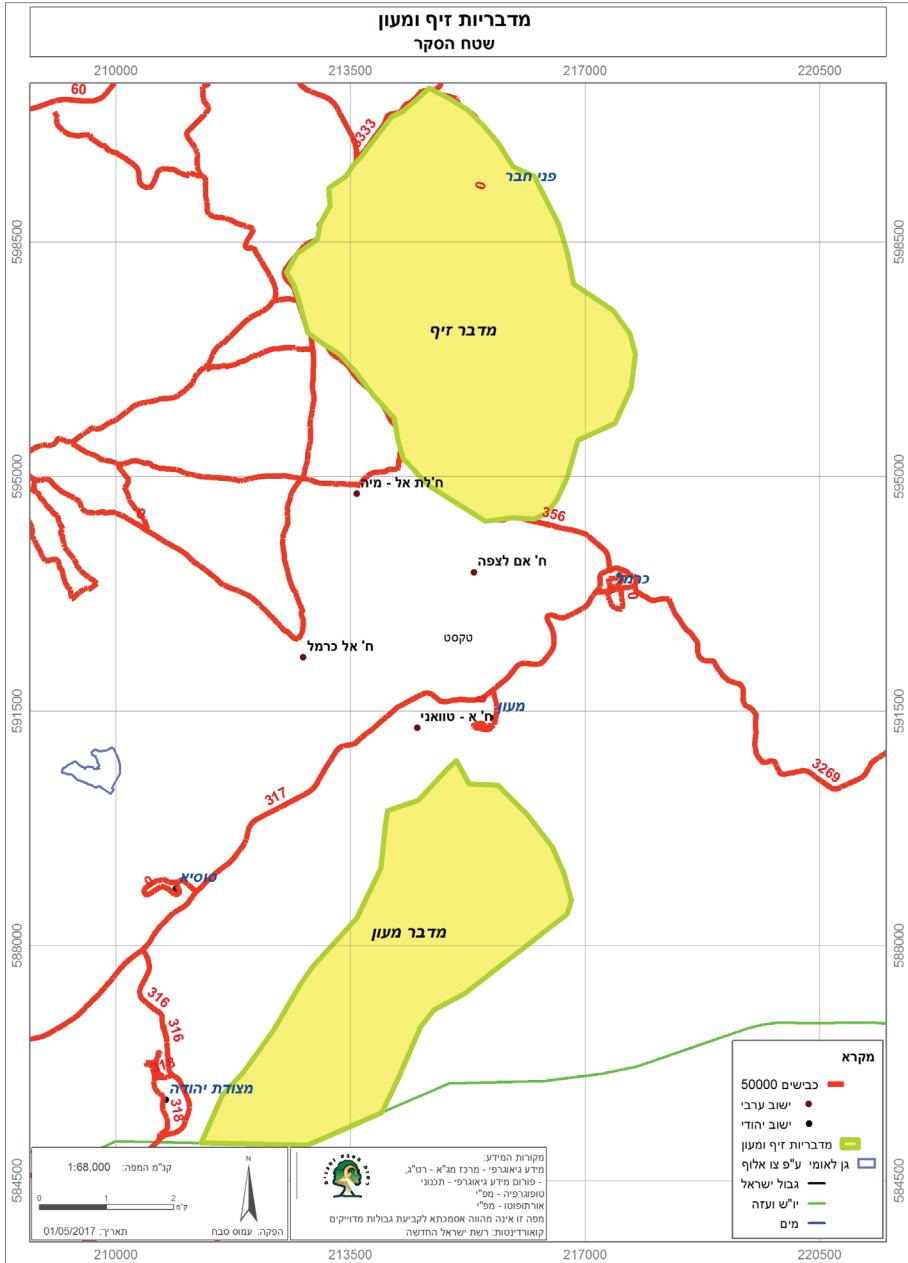 מדבריות זיף ומעון
שטח הסקר
210000
213500
217000
220500
60
3333
0
פני חבר
598500
598500
מדבר זיף
595000
595000
ח'לת אל - מיה
0
356
ח' אם לצפה
כרמל
0
טקסט
ח' אל כרמל
מעון
591500
591500
ח' א - טוואני
3269
317
סוסיא
0
מדבר מעון
588000
588000
316
316
מצודת יהודה
318
584500
584500
מקרא
כבישים 50000
ישוב ערבי
ישוב יהודי
מדבריות זיף ומעון
גן לאומי ע"פ צו אלוף
גבול ישראל
יו"ש ועזה
מים
מקורות המידע:
מידע גיאוגרפי - מרכז מג"א - רט"ג,
- פורום מידע גיאוגרפי - תכנוני
טופוגרפיה - מפ"י
אורתופוטו - מפ"י
מפה זו אינה מהווה אסמכתא לקביעת גבולות מדוייקים
קואורדינטות: רשת ישראל החדשה
קנ"מ המפה: 1:68,000
N
0 1 2
ק"מ
הפקה: עמוס סבח
תאריך: 01/05/2017
210000
213500
217000
220500